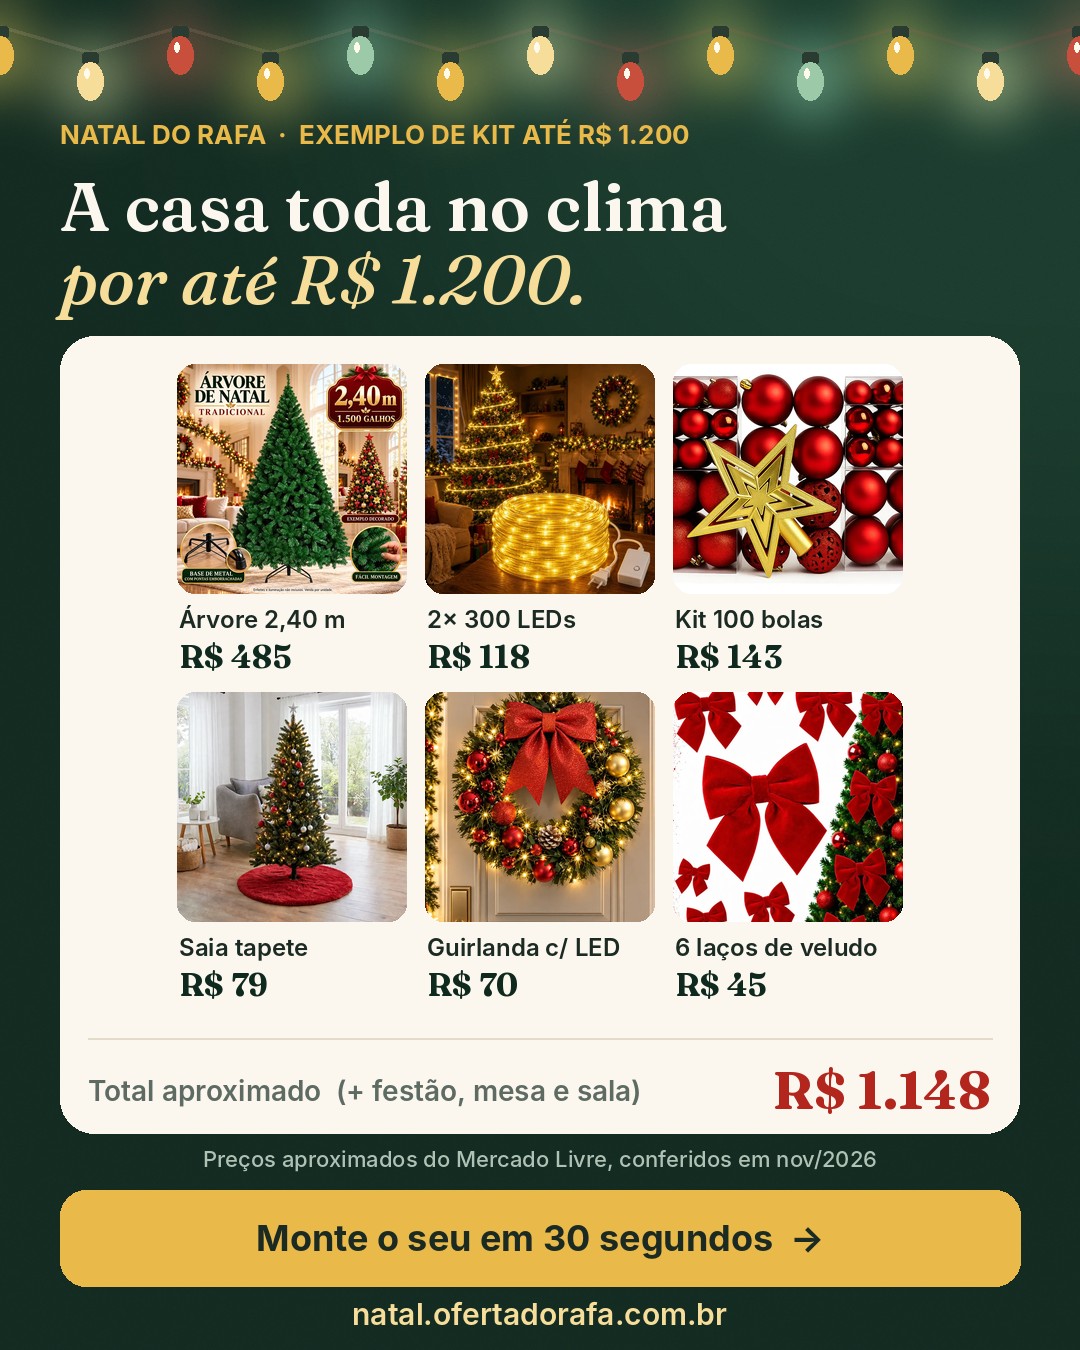 NATAL DO RAFA · EXEMPLO DE KIT ATÉ R$ 1.200
A casa toda no clima
por até R$ 1.200.
ÁRVORE
DE NATAL
TRADICIONAL
2,40m
1.500 GALHOS
EXEMPLO DECORADO
BASE DE METAL
COM PONTAS EMBORRACHADAS
FÁCIL MONTAGEM
Árvore 2,40 m
R$ 485
2× 300 LEDs
R$ 118
Kit 100 bolas
R$ 143
Saia tapete
R$ 79
Guirlanda c/ LED
R$ 70
6 laços de veludo
R$ 45
Total aproximado (+ festão, mesa e sala)
R$ 1.148
Preços aproximados do Mercado Livre, conferidos em nov/2026
Monte o seu em 30 segundos →
natal.ofertadorafa.com.br